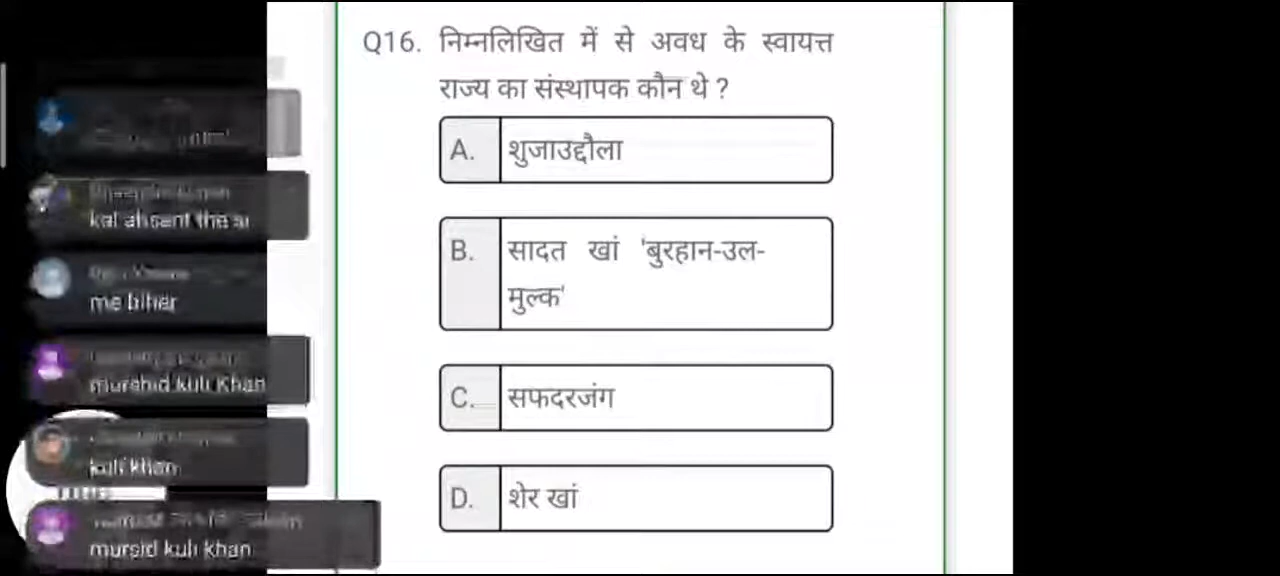 Q16. निम्नलिखित में से अवध के स्वायत्त
राज्य का संस्थापक कौन थे ?
A. शुजाउद्दौला
B. सादत खां 'बुरहान-उल-
मुल्क'
C. सफदरजंग
D. शेर खां
kal absent the
me bihar
murshid kuli Khan
kuli khan
mursid kuli khan